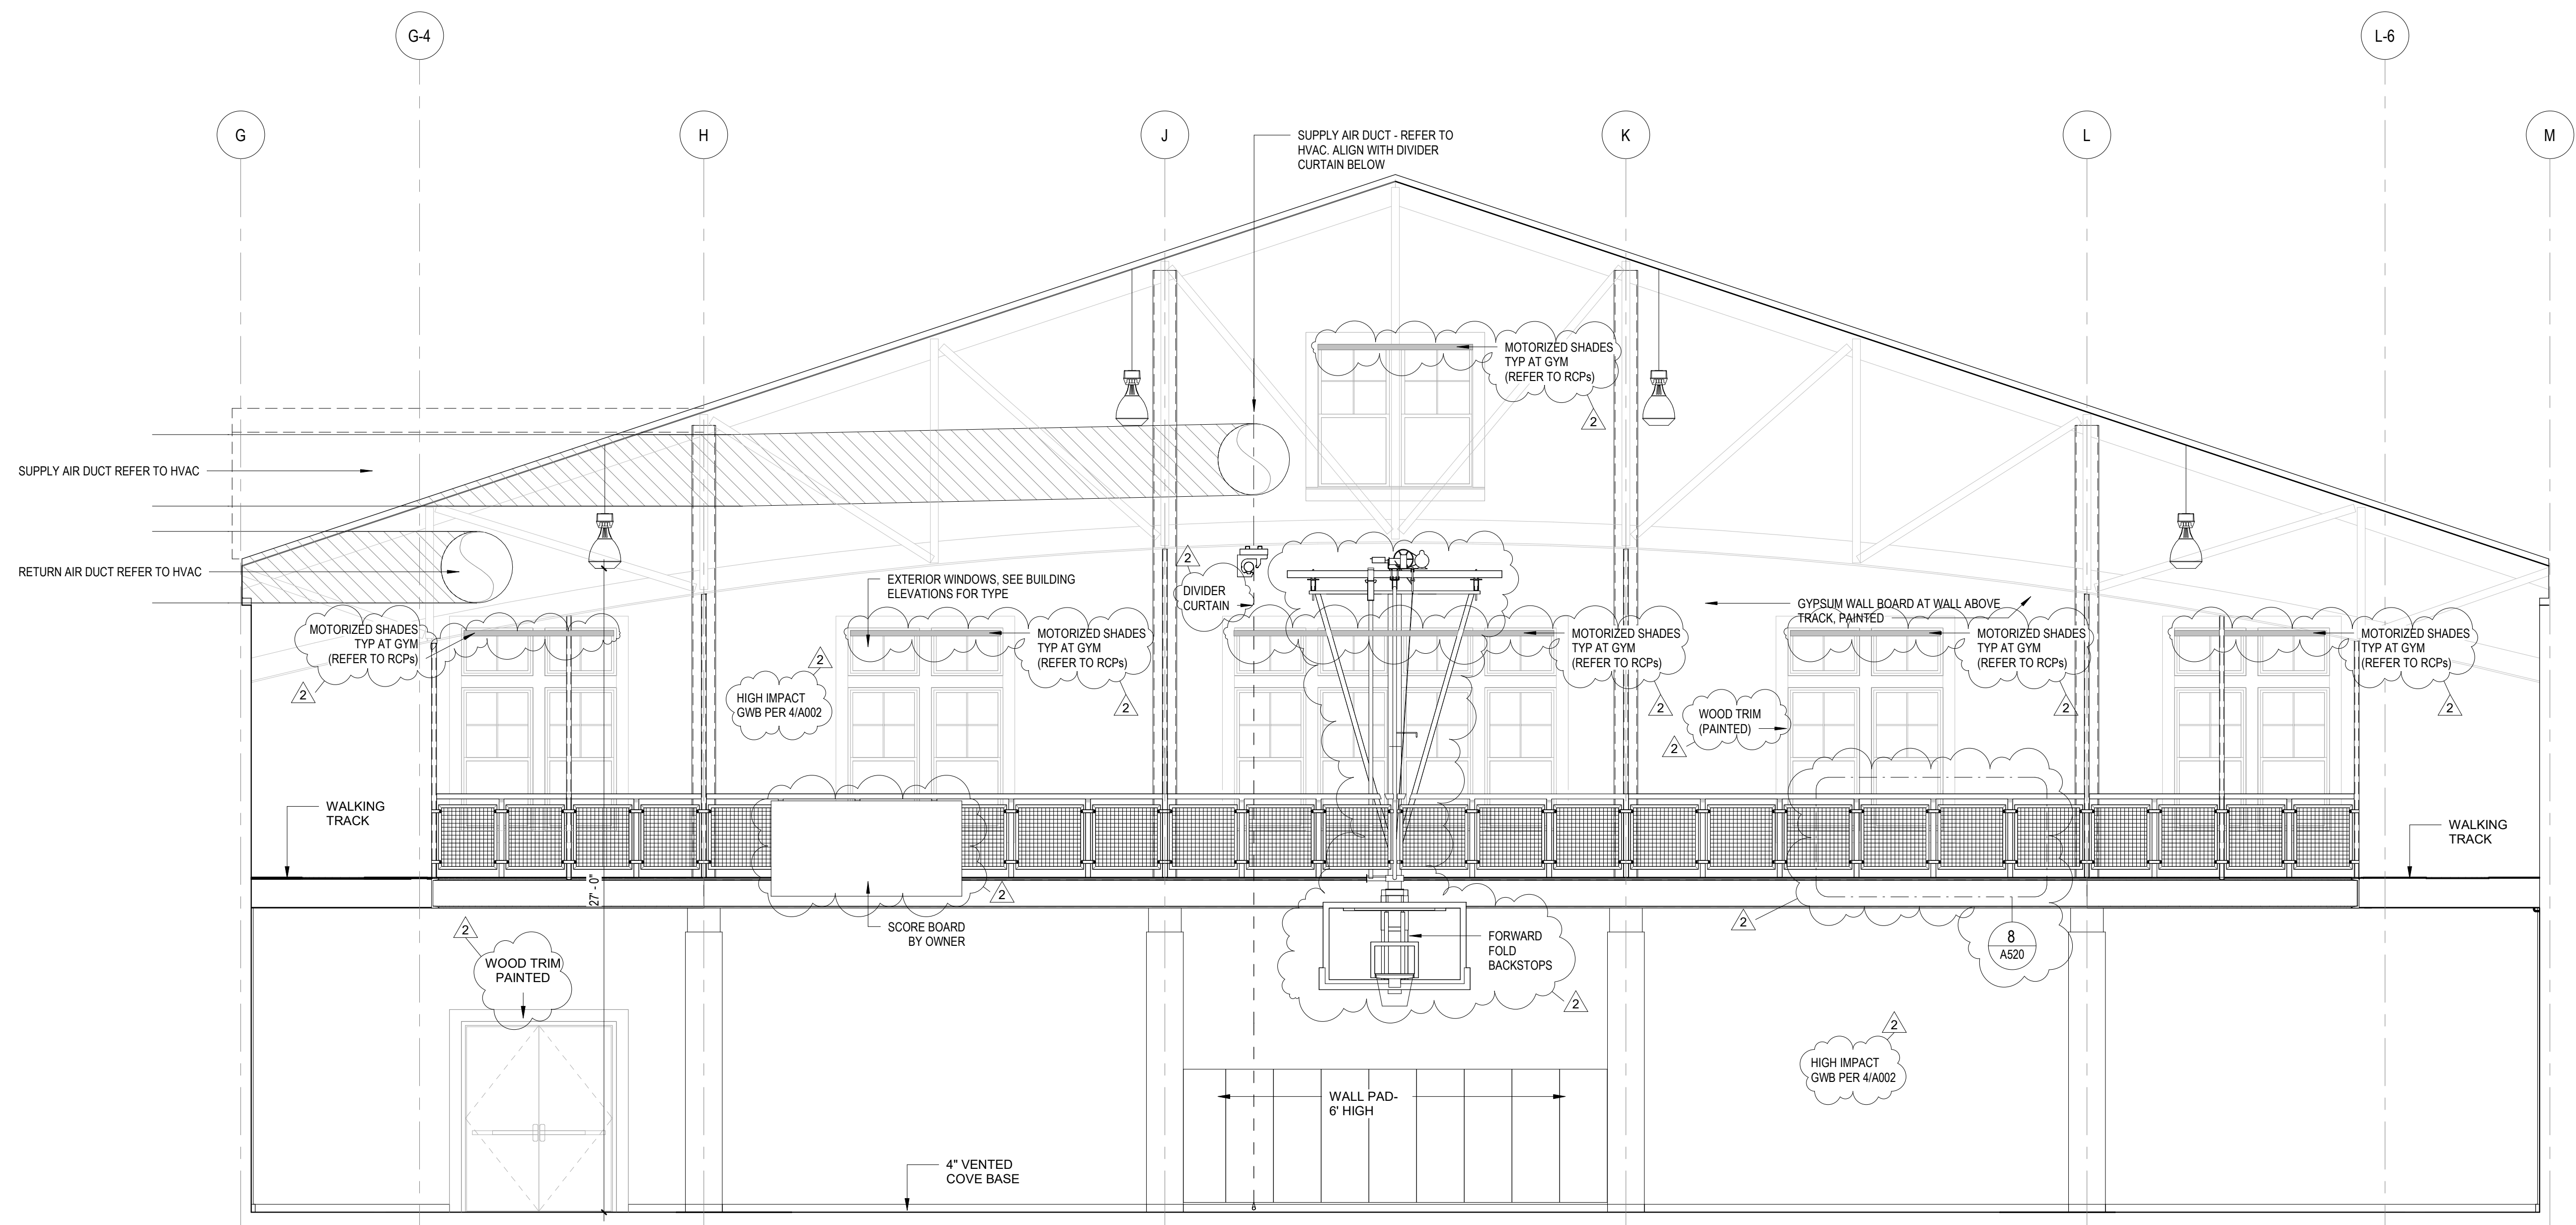 G-4
L-6
G
H
J
K
L
M
SUPPLY AIR DUCT - REFER TO
HVAC. ALIGN WITH DIVIDER
CURTAIN BELOW
MOTORIZED SHADES
TYP AT GYM
(REFER TO RCPs)
2
SUPPLY AIR DUCT REFER TO HVAC
RETURN AIR DUCT REFER TO HVAC
EXTERIOR WINDOWS, SEE BUILDING
ELEVATIONS FOR TYPE
2
DIVIDER
CURTAIN
GYPSUM WALL BOARD AT WALL ABOVE
TRACK, PAINTED
MOTORIZED SHADES
TYP AT GYM
(REFER TO RCPs)
2
MOTORIZED SHADES
TYP AT GYM
(REFER TO RCPs)
2
MOTORIZED SHADES
TYP AT GYM
(REFER TO RCPs)
2
MOTORIZED SHADES
TYP AT GYM
(REFER TO RCPs)
2
MOTORIZED SHADES
TYP AT GYM
(REFER TO RCPs)
2
2
HIGH IMPACT
GWB PER 4/A002
WOOD TRIM
(PAINTED)
2
WALKING
TRACK
WALKING
TRACK
27' - 0"
2
SCORE BOARD
BY OWNER
2
WOOD TRIM
PAINTED
FORWARD
FOLD
BACKSTOPS
2
2
8
A520
2
HIGH IMPACT
GWB PER 4/A002
WALL PAD-
6' HIGH
4" VENTED
COVE BASE